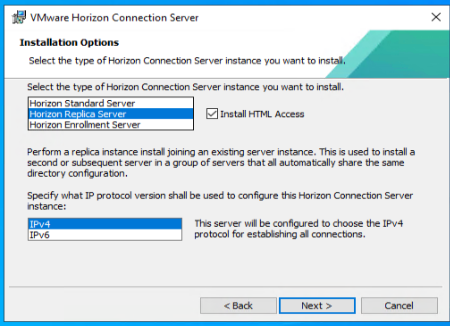 VMware Horizon Connection Server
Installation Options
Select the type of Horizon Connection Server instance you want to install.
Select the type of Horizon Connection Server instance you want to install.
Horizon Standard Server
Horizon Replica Server
Horizon Enrollment Server
Install HTML Access
Perform a replica instance install joining an existing server instance. This is used to install a
second or subsequent server in a group of servers that all automatically share the same
directory configuration.
Specify what IP protocol version shall be used to configure this Horizon Connection Server
instance:
IPv4
IPv6
This server will be configured to choose the IPv4
protocol for establishing all connections.
< Back
Next >
Cancel